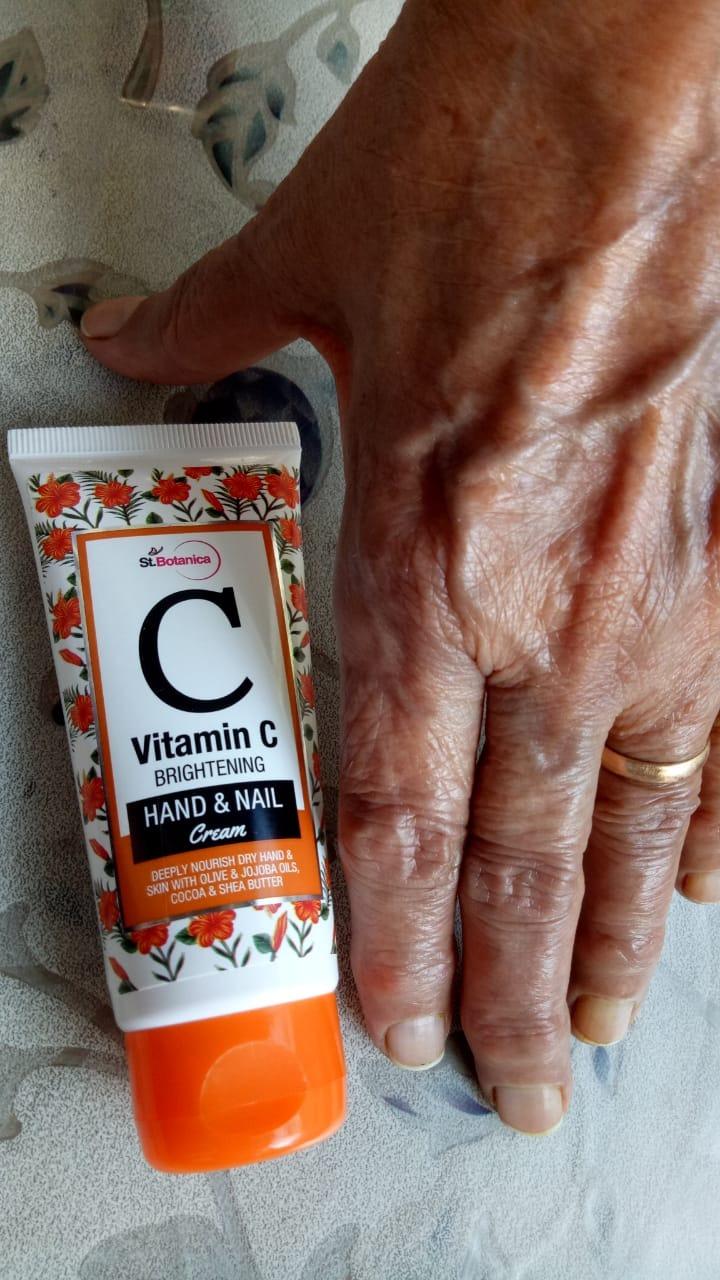 St.Botanica
C
Vitamin C
BRIGHTENING
HAND & NAIL
Cream
DEEPLY NOURISH DRY HAND &
SKIN WITH OLIVE & JOJOBA OILS,
COCOA & SHEA BUTTER